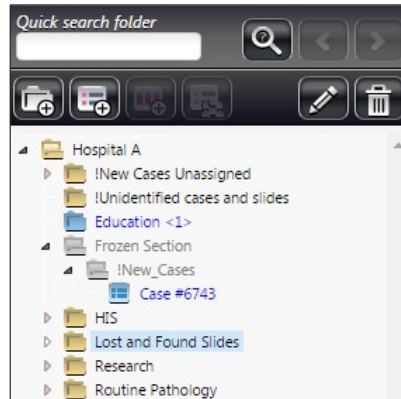 Quick search folder
Hospital A
!New Cases Unassigned
!Unidentified cases and slides
Education <1>
Frozen Section
!New_Cases
Case #6743
HIS
Lost and Found Slides
Research
Routine Pathology